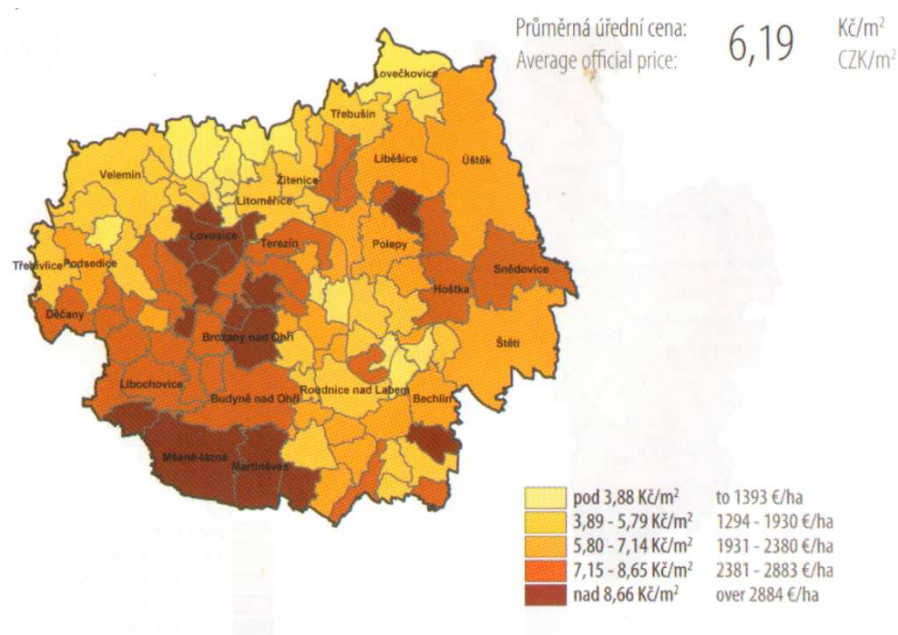 Průměrná úřední cena:
Average official price:
6,19
Kč/m²
CZK/m²
Lovečkovice
Třebušín
Liběšice
Úštěk
Velemín
Žitenice
Litoměřice
Lovosice
Terezín
Polepy
Třebívlice
Podsedice
Snědovice
Hoštka
Děčany
Brozany nad Ohří
Štětí
Libochovice
Budyně nad Ohří
Roudnice nad Labem
Bechlín
Mšené-lázně
Martiněves
pod 3,88 Kč/m² to 1393 €/ha
3,89 - 5,79 Kč/m² 1294 - 1930 €/ha
5,80 - 7,14 Kč/m² 1931 - 2380 €/ha
7,15 - 8,65 Kč/m² 2381 - 2883 €/ha
nad 8,66 Kč/m² over 2884 €/ha